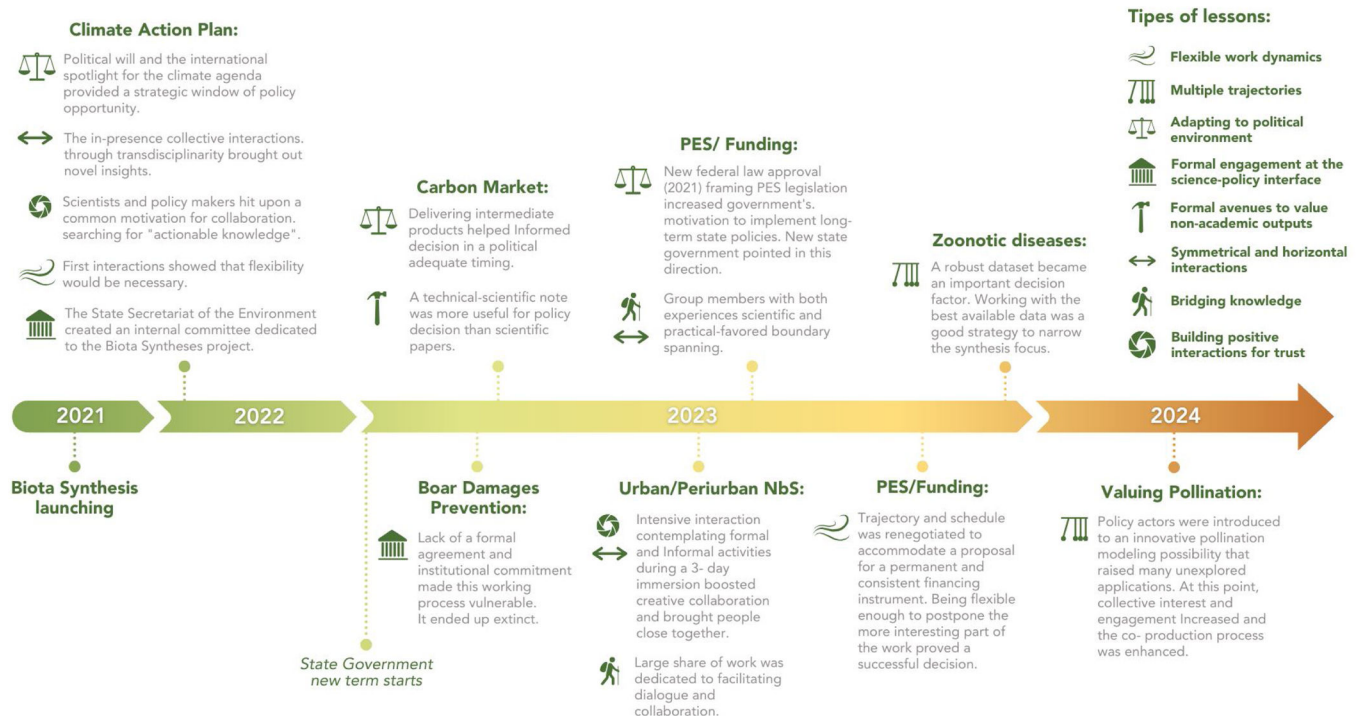 Climate Action Plan:
Political will and the international
spotlight for the climate agenda
provided a strategic window of policy
opportunity.
The in-presence collective interactions.
through transdisciplinarity brought out
novel insights.
Scientists and policy makers hit upon a
common motivation for collaboration.
searching for "actionable knowledge".
First interactions showed that flexibility
would be necessary.
The State Secretariat of the Environment
created an internal committee dedicated
to the Biota Syntheses project.
Carbon Market:
Delivering intermediate
products helped Informed
decision in a political
adequate timing.
A technical-scientific note
was more useful for policy
decision than scientific
papers.
PES/ Funding:
New federal law approval
(2021) framing PES legislation
increased government's.
motivation to implement long-
term state policies. New state
government pointed in this
direction.
Group members with both
experiences scientific and
practical-favored boundary
spanning.
Zoonotic diseases:
A robust dataset became
an important decision
factor. Working with the
best available data was a
good strategy to narrow
the synthesis focus.
Tipes of lessons:
Flexible work dynamics
Multiple trajectories
Adapting to political
environment
Formal engagement at the
science-policy interface
Formal avenues to value
non-academic outputs
Symmetrical and horizontal
interactions
Bridging knowledge
Building positive
interactions for trust
2021
2022
2023
2024
Biota Synthesis
launching
State Government
new term starts
Boar Damages
Prevention:
Lack of a formal
agreement and
institutional commitment
made this working
process vulnerable.
It ended up extinct.
Urban/Periurban NbS:
Intensive interaction
contemplating formal
and Informal activities
during a 3- day
immersion boosted
creative collaboration
and brought people
close together.
Large share of work was
dedicated to facilitating
dialogue and
collaboration.
PES/Funding:
Trajectory and schedule
was renegotiated to
accommodate a proposal
for a permanent and
consistent financing
instrument. Being flexible
enough to postpone the
more interesting part of
the work proved a
successful decision.
Valuing Pollination:
Policy actors were introduced
to an innovative pollination
modeling possibility that
raised many unexplored
applications. At this point,
collective interest and
engagement Increased and
the co- production process
was enhanced.